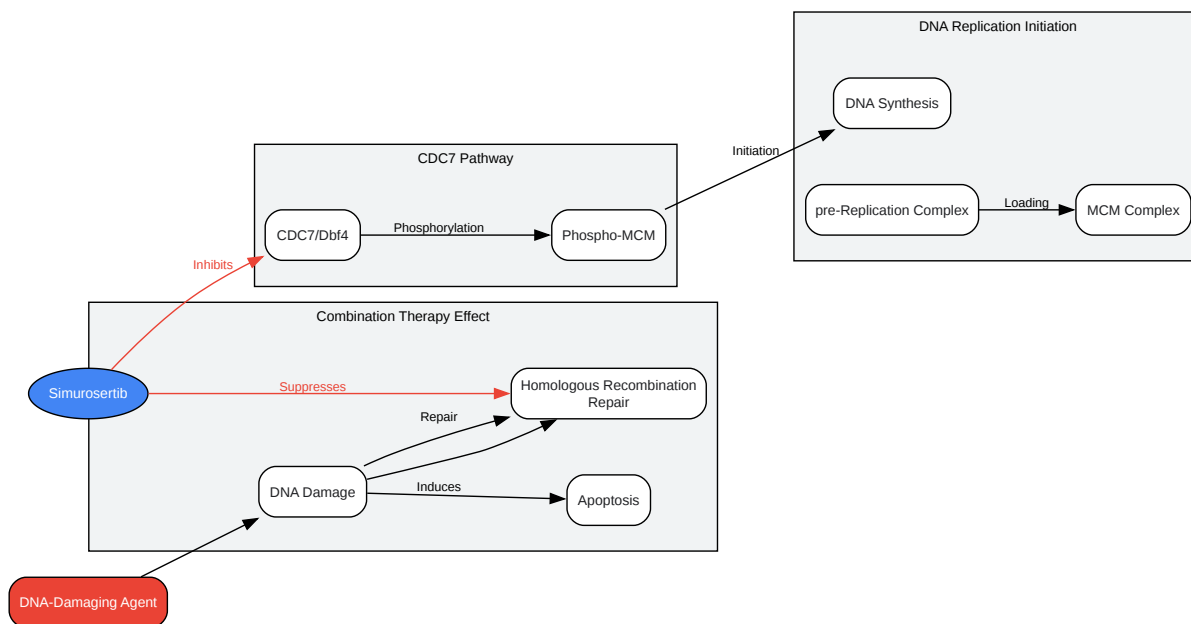 DNA Replication Initiation
DNA Synthesis
Initiation
CDC7 Pathway
pre-Replication Complex
Loading
MCM Complex
CDC7/Dbf4
Phosphorylation
Phospho-MCM
Inhibits
Combination Therapy Effect
Simurosertib
Suppresses
Homologous Recombination
Repair
Repair
DNA Damage
Induces
Apoptosis
DNA-Damaging Agent